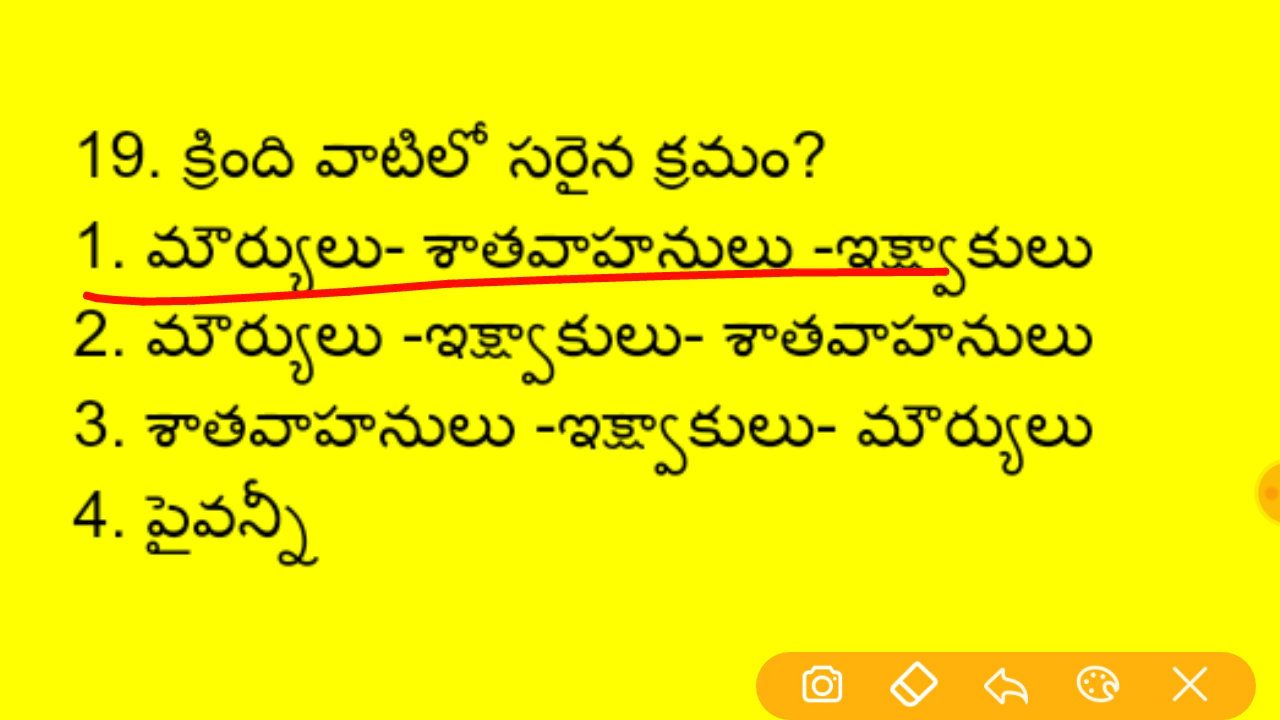 19. క్రింది వాటిలో సరైన క్రమం?
1. మౌర్యులు- శాతవాహనులు -ఇక్ష్వాకులు
2. మౌర్యులు -ఇక్ష్వాకులు- శాతవాహనులు
3. శాతవాహనులు -ఇక్ష్వాకులు- మౌర్యులు
4. పైవన్నీ